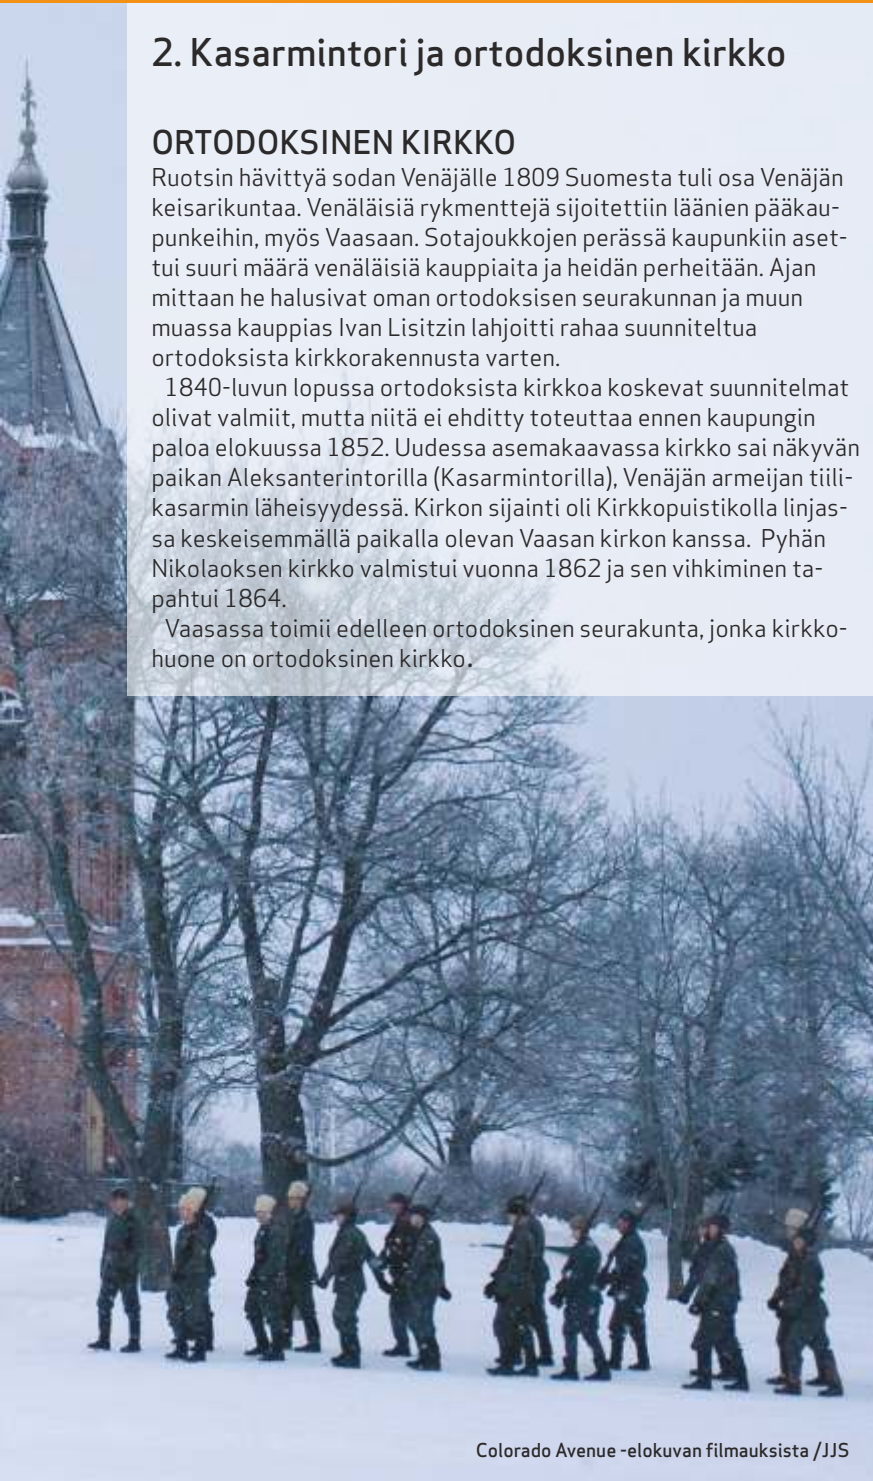 2. Kasarmintori ja ortodoksinen kirkko
ORTODOKSINEN KIRKKO
Ruotsin hävittyä sodan Venäjälle 1809 Suomesta tuli osa Venäjän
keisarikuntaa. Venäläisiä rykmenttejä sijoitettiin läänien pääkau-
punkeihin, myös Vaasaan. Sotajoukkojen perässä kaupunkiin aset-
tui suuri määrä venäläisiä kauppiaita ja heidän perheitään. Ajan
mittaan he halusivat oman ortodoksisen seurakunnan ja muun
muassa kauppias Ivan Lisitzin lahjoitti rahaa suunniteltua
ortodoksista kirkkorakennusta varten.
1840-luvun lopussa ortodoksista kirkkoa koskevat suunnitelmat
olivat valmiit, mutta niitä ei ehditty toteuttaa ennen kaupungin
paloa elokuussa 1852. Uudessa asemakaavassa kirkko sai näkyvän
paikan Aleksanterintorilla (Kasarmintorilla), Venäjän armeijan tiili-
kasarmin läheisyydessä. Kirkon sijainti oli Kirkkopuistikolla linjas-
sa keskeisemmällä paikalla olevan Vaasan kirkon kanssa. Pyhän
Nikolaoksen kirkko valmistui vuonna 1862 ja sen vihkiminen ta-
pahtui 1864.
Vaasassa toimii edelleen ortodoksinen seurakunta, jonka kirkko-
huone on ortodoksinen kirkko.
Colorado Avenue -elokuvan filmauksista /JJS